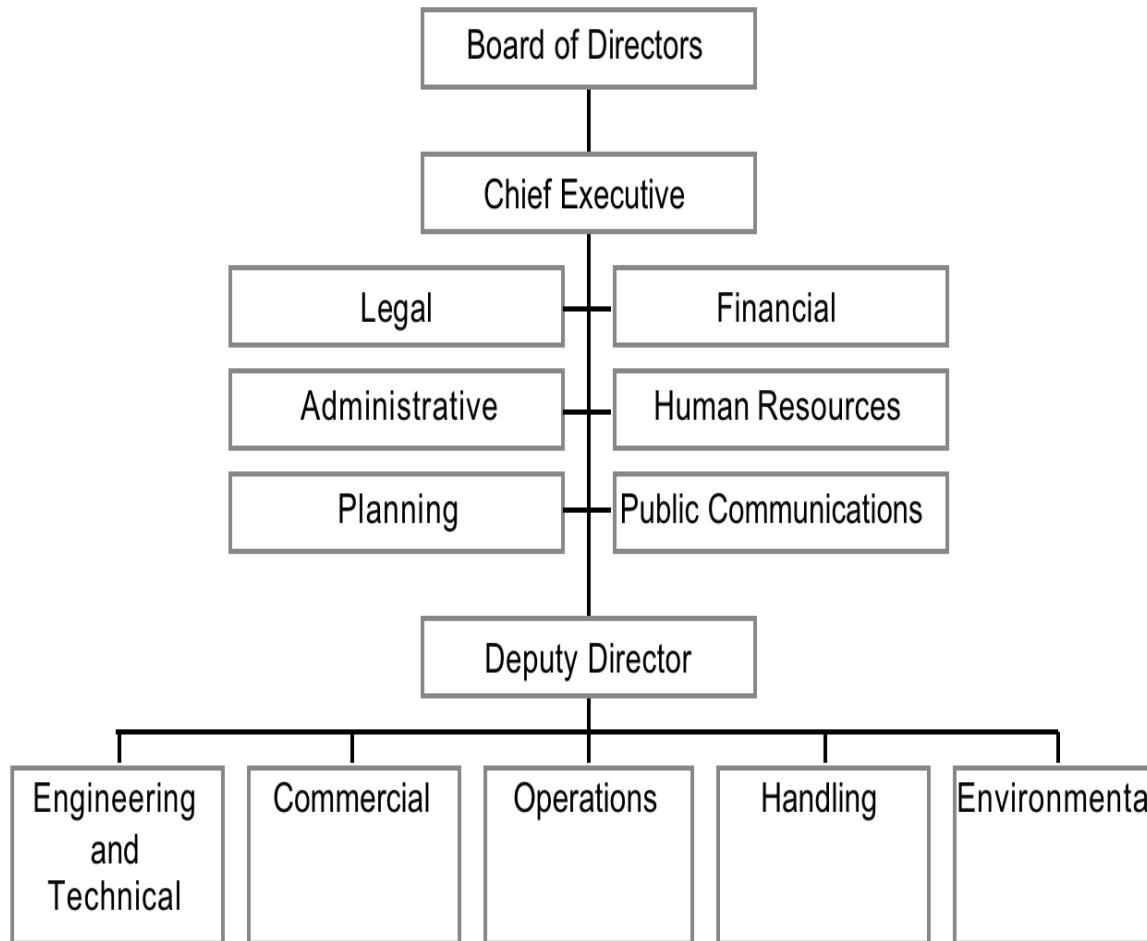 Board of Directors
Chief Executive
Legal
Financial
Administrative
Human Resources
Planning
Public Communications
Deputy Director
Engineering
and
Technical
Commercial
Operations
Handling
Environmenta